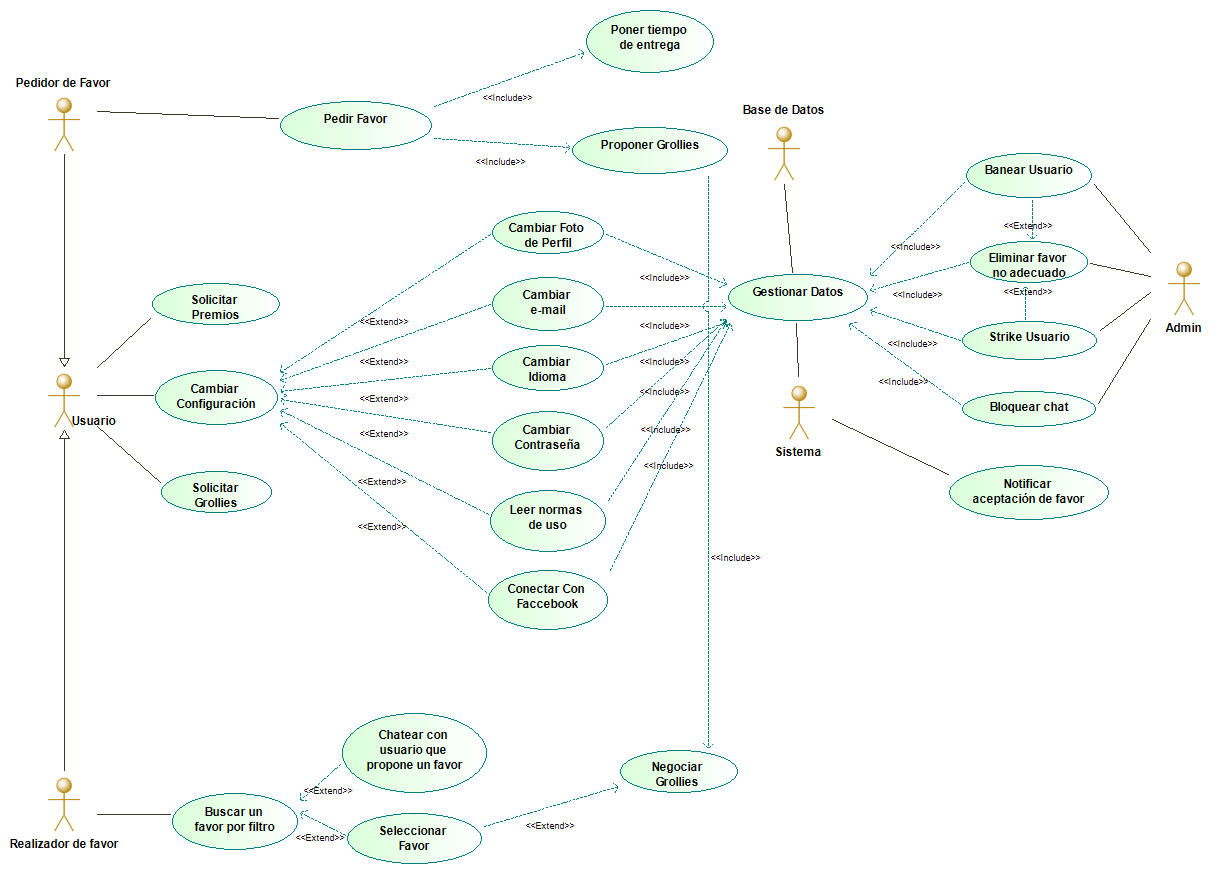 Poner tiempo
de entrega
Pedidor de Favor
<<Include>>
Base de Datos
Pedir Favor
Proponer Grollies
<<Include>>
Banear Usuario
Cambiar Foto
de Perfil
<<Extend>>
<<Include>>
Eliminar favor
no adecuado
<<Include>>
Gestionar Datos
<<Include>>
<<Extend>>
Solicitar
Premios
Cambiar
e-mail
<<Extend>>
<<Include>>
Admin
Strike Usuario
<<Include>>
Cambiar
Idioma
<<Extend>>
<<Include>>
<<Include>>
Cambiar
Configuración
<<Extend>>
<<Include>>
Bloquear chat
Usuario
Cambiar
Contraseña
<<Extend>>
<<Include>>
Sistema
<<Include>>
Solicitar
Grollies
<<Extend>>
Notificar
aceptación de favor
Leer normas
de uso
<<Extend>>
<<Include>>
Conectar Con
Faccebook
Chatear con
usuario que
propone un favor
Negociar
Grollies
<<Extend>>
Buscar un
favor por filtro
<<Extend>>
Seleccionar
Favor
<<Extend>>
Realizador de favor